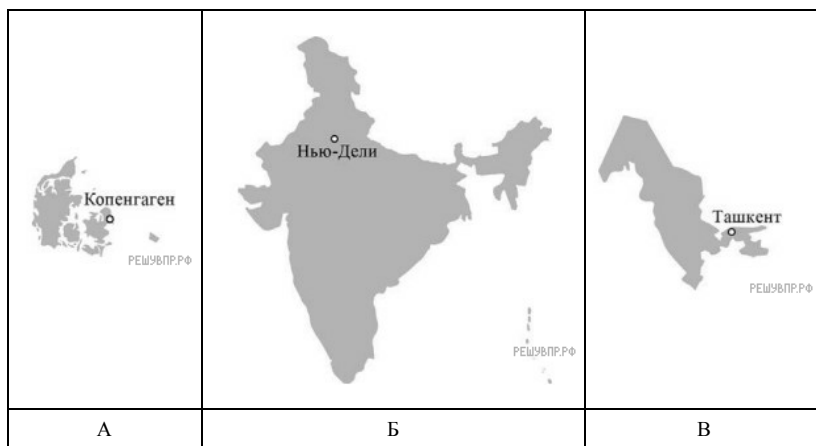 Копенгаген
РЕШУВПР.РФ
Нью-Дели
РЕШУВПР.РФ
Ташкент
РЕШУВПР.РФ
А
Б
В